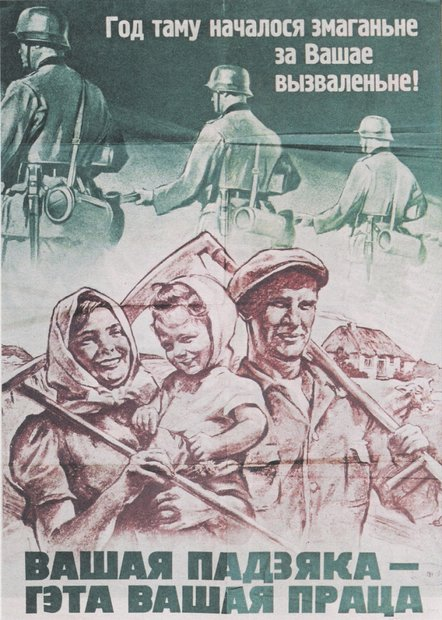 Год таму началося змаганьне
за Вашае
вызваленьне!
ВАШАЯ ПАДЗЯКА —
ГЭТА ВАШАЯ ПРАЦА